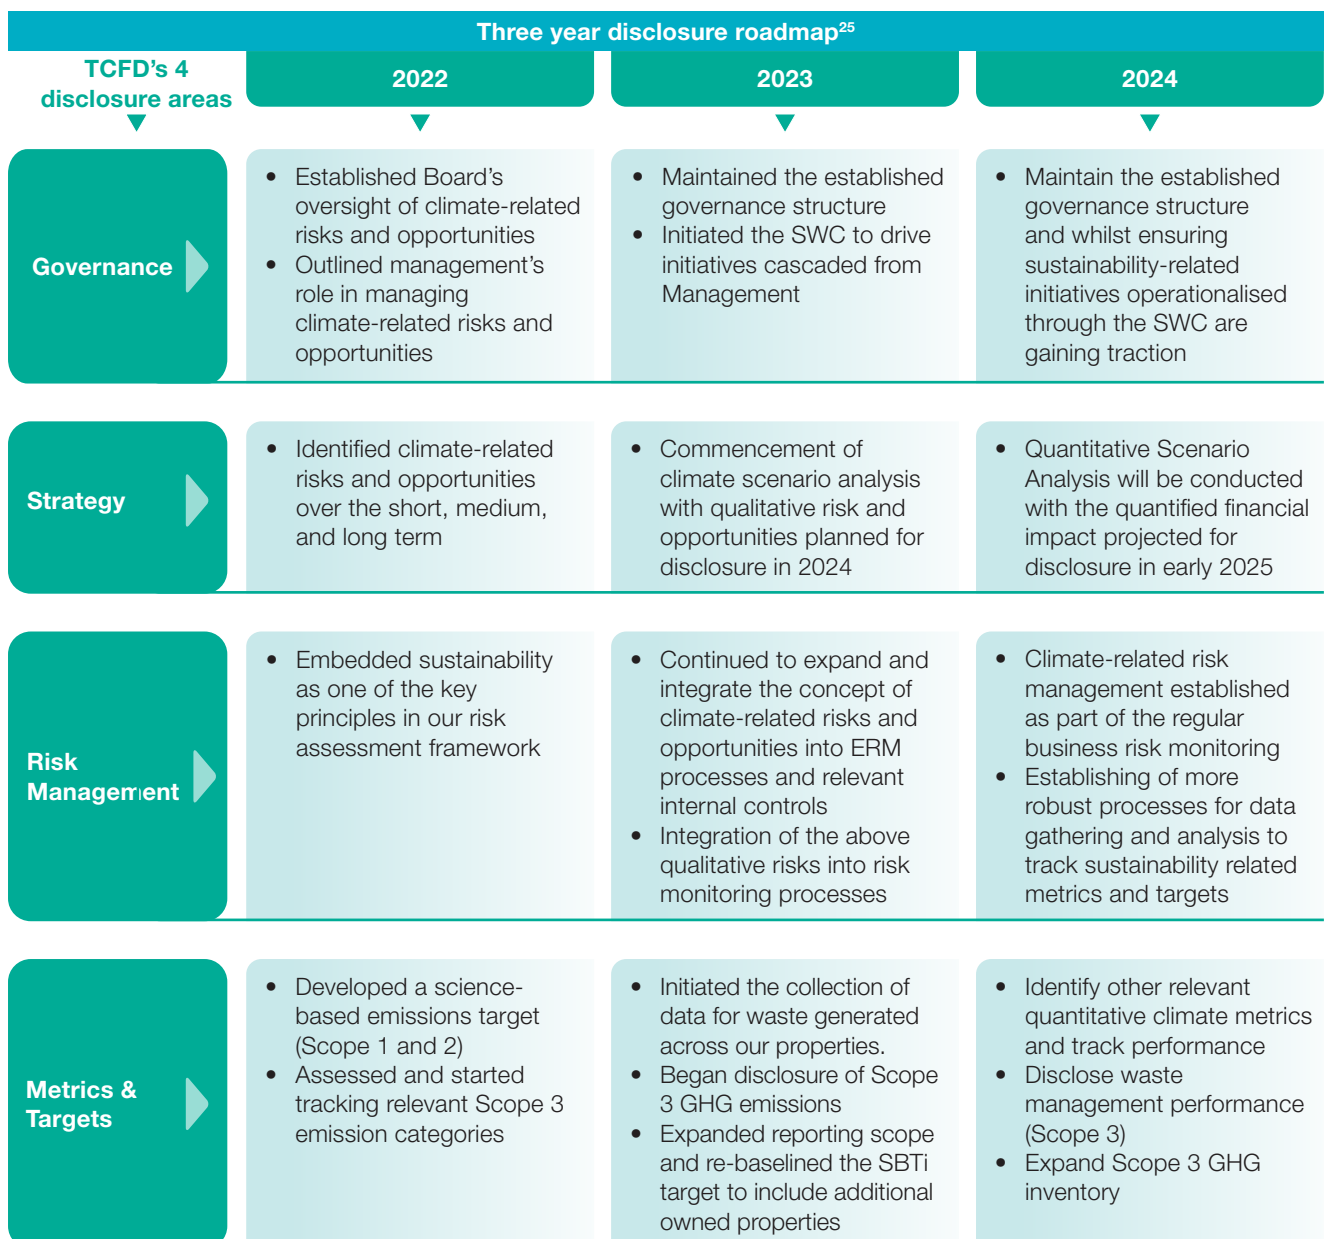 Three year disclosure roadmap25
TCFD's 4
disclosure areas
2022
2023
2024
Governance
• Established Board's
oversight of climate-related
risks and opportunities
• Outlined management's
role in managing
climate-related risks and
opportunities
• Maintained the established
governance structure
• Initiated the SWC to drive
initiatives cascaded from
Management
• Maintain the established
governance structure
and whilst ensuring
sustainability-related
initiatives operationalised
through the SWC are
gaining traction
Strategy
• Identified climate-related
risks and opportunities
over the short, medium,
and long term
• Commencement of
climate scenario analysis
with qualitative risk and
opportunities planned for
disclosure in 2024
• Quantitative Scenario
Analysis will be conducted
with the quantified financial
impact projected for
disclosure in early 2025
Risk
Management
• Embedded sustainability
as one of the key
principles in our risk
assessment framework
• Continued to expand and
integrate the concept of
climate-related risks and
opportunities into ERM
processes and relevant
internal controls
• Integration of the above
qualitative risks into risk
monitoring processes
• Climate-related risk
management established
as part of the regular
business risk monitoring
• Establishing of more
robust processes for data
gathering and analysis to
track sustainability related
metrics and targets
Metrics &
Targets
• Developed a science-
based emissions target
(Scope 1 and 2)
• Assessed and started
tracking relevant Scope 3
emission categories
• Initiated the collection of
data for waste generated
across our properties.
• Began disclosure of Scope
3 GHG emissions
• Expanded reporting scope
and re-baselined the SBTi
target to include additional
owned properties
• Identify other relevant
quantitative climate metrics
and track performance
• Disclose waste
management performance
(Scope 3)
• Expand Scope 3 GHG
inventory